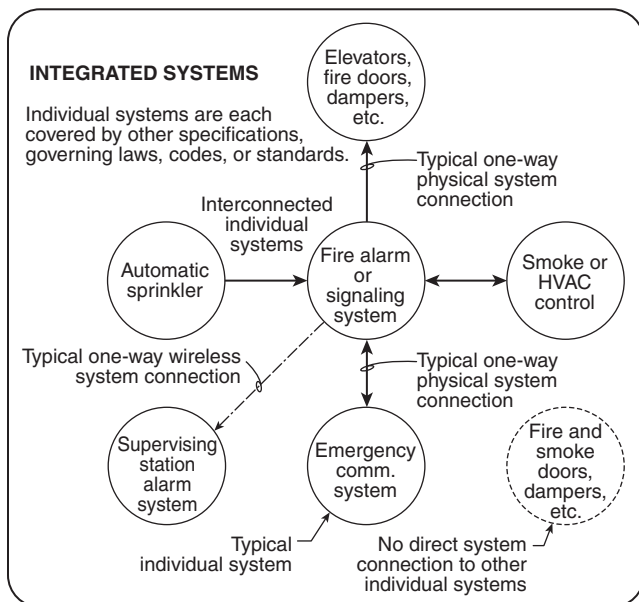 INTEGRATED SYSTEMS
Individual systems are each
covered by other specifications,
governing laws, codes, or standards.
Elevators,
fire doors,
dampers,
etc.
Typical one-way
physical system
connection
Interconnected
individual
systems
Automatic
sprinkler
Fire alarm
or
signaling
system
Smoke or
HVAC
control
Typical one-way wireless
system connection
Typical one-way
physical system
connection
Supervising
station
alarm
system
Emergency
comm.
system
Fire and
smoke
doors,
dampers,
etc.
Typical
individual system
No direct system
connection to other
individual systems